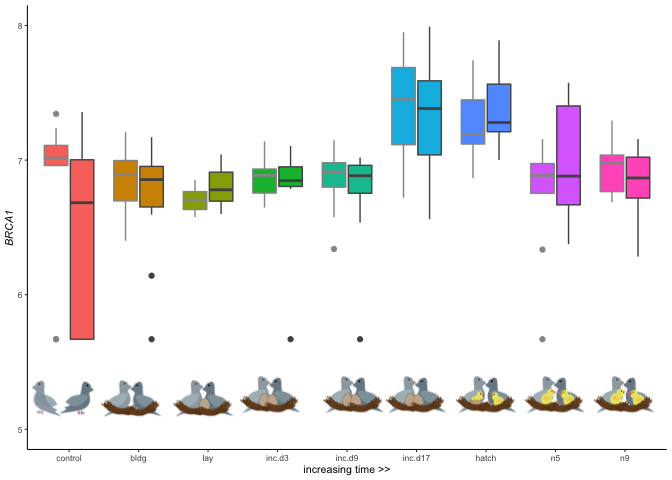 8
7
6
5
BRCA1
control bldg lay inc.d3 inc.d9 inc.d17 hatch n5 n9
increasing time >>